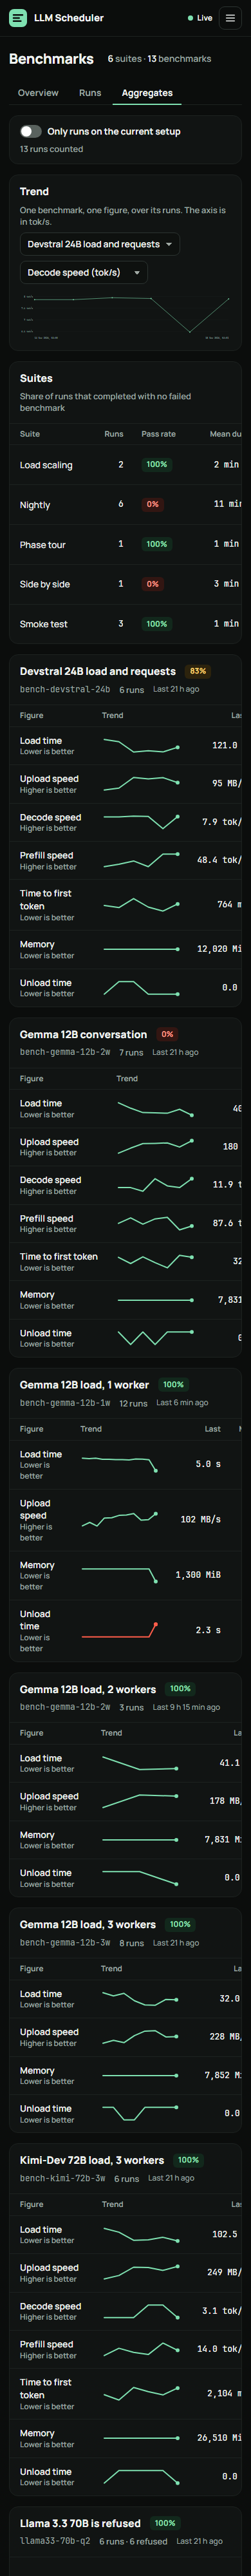 LLM Scheduler
Live
Benchmarks
6 suites · 13 benchmarks
Overview
Runs
Aggregates
Only runs on the current setup
13 runs counted
Trend
One benchmark, one figure, over its runs. The axis is
in tok/s.
Devstral 24B load and requests
Decode speed (tok/s)
Suites
Share of runs that completed with no failed
benchmark
Suite Runs Pass rate Mean du
Load scaling 2 100% 2 min
Nightly 6 0% 11 min
Phase tour 1 100% 1 min
Side by side 1 0% 3 min
Smoke test 3 100% 1 min
Devstral 24B load and requests 83%
bench-devstral-24b 6 runs Last 21 h ago
Figure Trend Las
Load time 121.0
Lower is better
Upload speed 95 MB/
Higher is better
Decode speed 7.9 tok/
Higher is better
Prefill speed 48.4 tok/
Higher is better
Time to first
token 764 m
Lower is better
Memory 12,020 Mi
Lower is better
Unload time 0.0
Lower is better
Gemma 12B conversation 0%
bench-gemma-12b-2w 7 runs Last 21 h ago
Figure Trend
Load time 40
Lower is better
Upload speed 180
Higher is better
Decode speed 11.9 t
Higher is better
Prefill speed 87.6 t
Higher is better
Time to first token 32
Lower is better
Memory 7,831
Lower is better
Unload time 0
Lower is better
Gemma 12B load, 1 worker 100%
bench-gemma-12b-1w 12 runs Last 6 min ago
Figure Trend Last
Load time 5.0 s
Lower is
better
Upload
speed 102 MB/s
Higher is
better
Memory 1,300 MiB
Lower is
better
Unload
time 2.3 s
Lower is
better
Gemma 12B load, 2 workers 100%
bench-gemma-12b-2w 3 runs Last 9 h 15 min ago
Figure Trend La
Load time 41.1
Lower is better
Upload speed 178 MB,
Higher is better
Memory 7,831 M
Lower is better
Unload time 0.0
Lower is better
Gemma 12B load, 3 workers 100%
bench-gemma-12b-3w 8 runs Last 21 h ago
Figure Trend La
Load time 32.0
Lower is better
Upload speed 228 MB,
Higher is better
Memory 7,852 M
Lower is better
Unload time 0.0
Lower is better
Kimi-Dev 72B load, 3 workers 100%
bench-kimi-72b-3w 6 runs Last 21 h ago
Figure Trend Las
Load time 102.5
Lower is better
Upload speed 249 MB/
Higher is better
Decode speed 3.1 tok/
Higher is better
Prefill speed 14.0 tok/
Higher is better
Time to first
token 2,104 m
Lower is better
Memory 26,510 Mi
Lower is better
Unload time 0.0
Lower is better
Llama 3.3 70B is refused 100%
llama33-70b-q2 6 runs · 6 refused Last 21 h ago